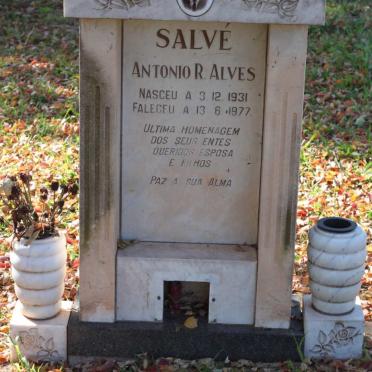 SALVÉ
ANTONIO R. ALVES
NASCEU A 3.12.1931
FALECEU A 13.6.1977
ULTIMA HOMENAGEM
DOS SEUS ENTES
QUERIDOS ESPOSA
E FILHOS
PAZ A SUA ALMA